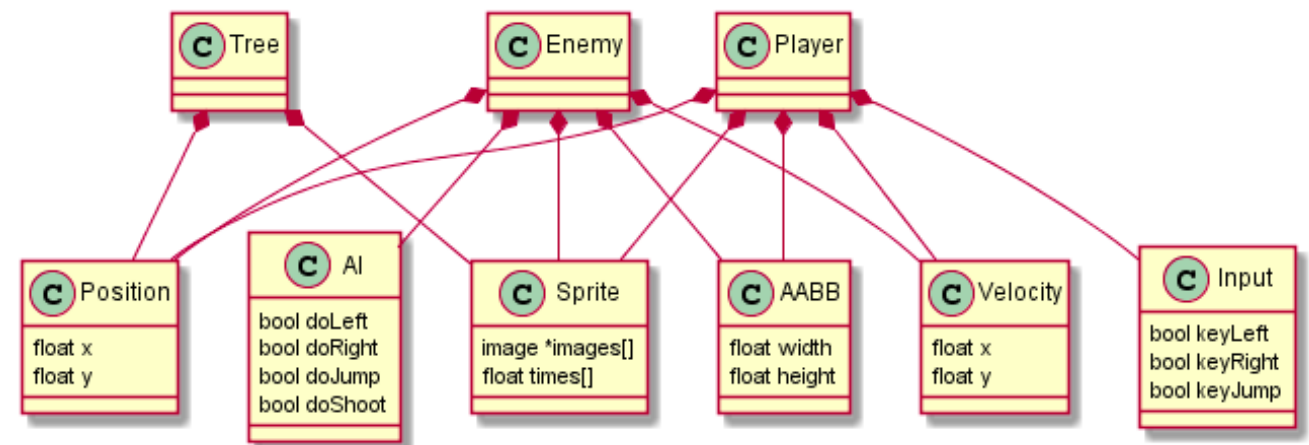 C Tree
C Enemy
C Player
C Position
float x
float y
C AI
bool doLeft
bool doRight
bool doJump
bool doShoot
C Sprite
image *images[]
float times[]
C AABB
float width
float height
C Velocity
float x
float y
C Input
bool keyLeft
bool keyRight
bool keyJump